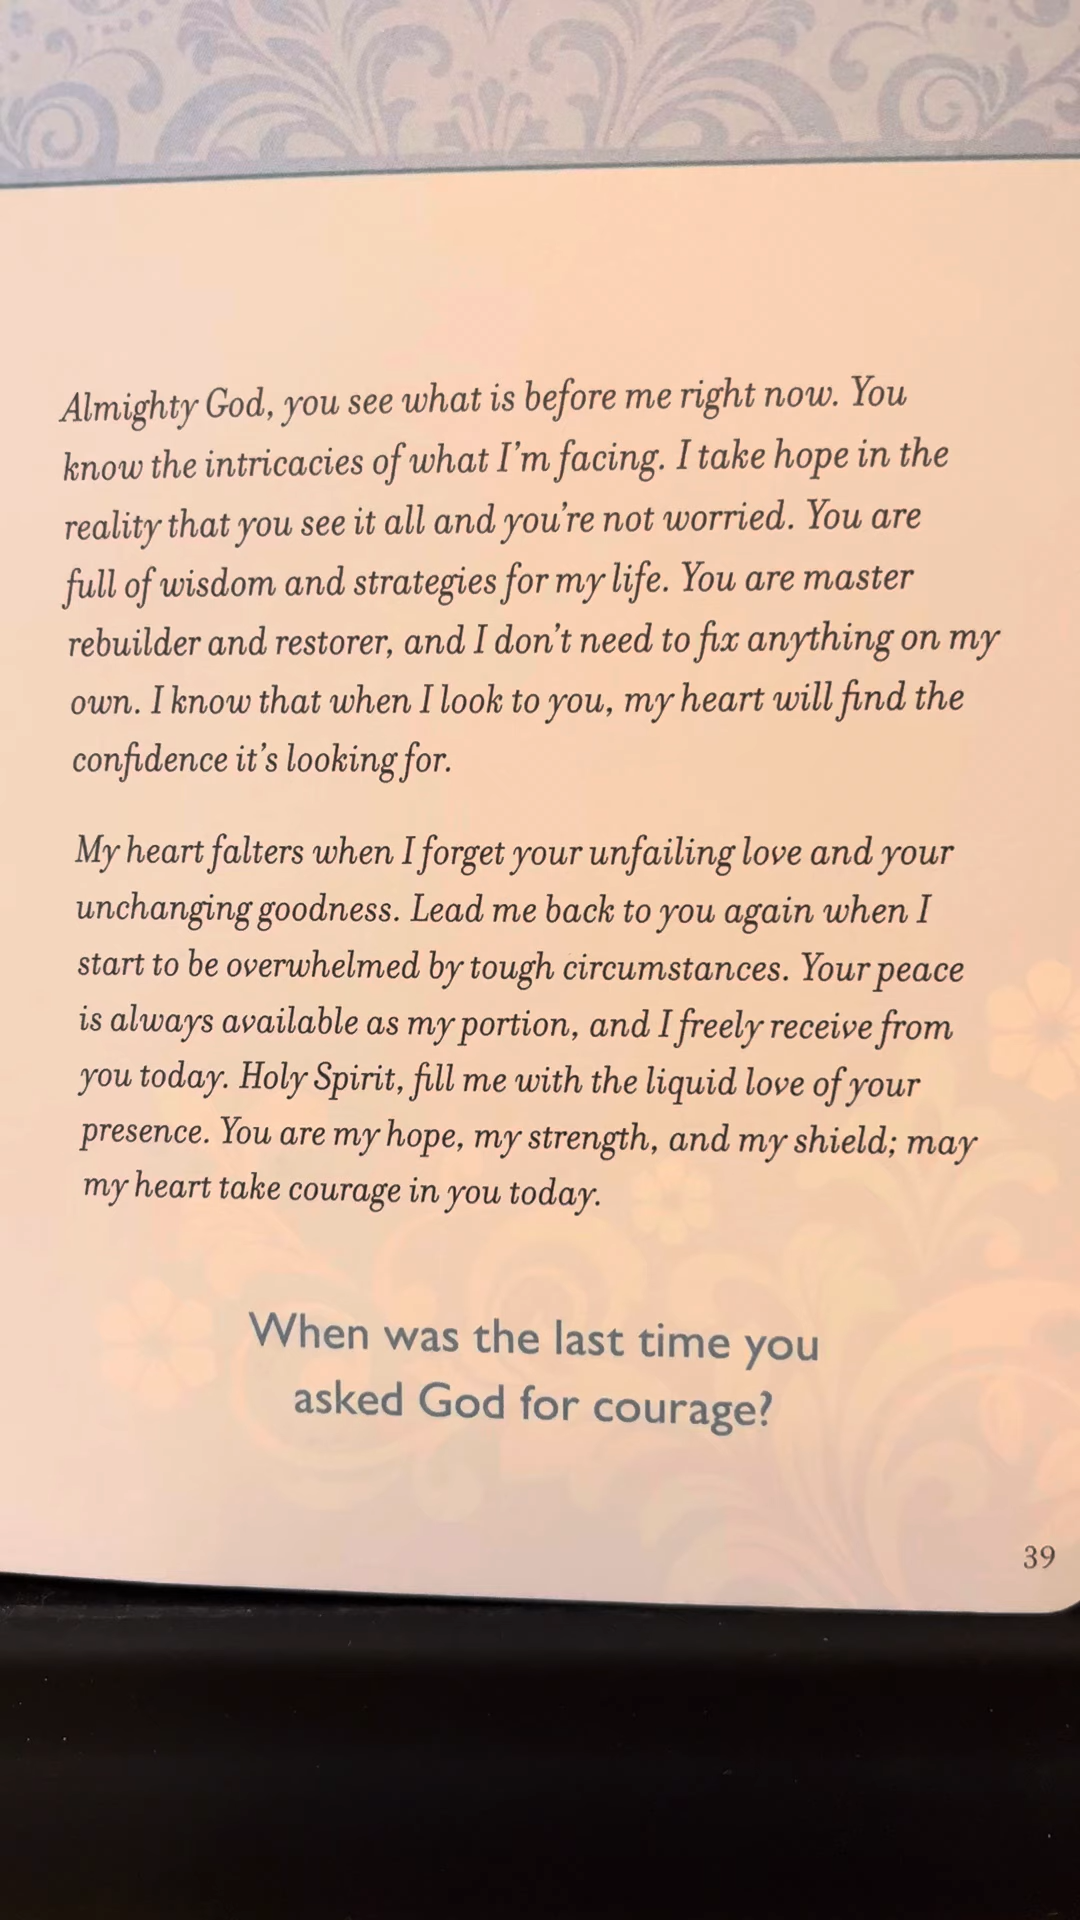 Almighty God, you see what is before me right now. You
know the intricacies of what I'm facing. I take hope in the
reality that you see it all and you're not worried. You are
full of wisdom and strategies for my life. You are master
rebuilder and restorer, and I don't need to fix anything on my
own. I know that when I look to you, my heart will find the
confidence it's looking for.
My heart falters when I forget your unfailing love and your
unchanging goodness. Lead me back to you again when I
start to be overwhelmed by tough circumstances. Your peace
is always available as my portion, and I freely receive from
you today. Holy Spirit, fill me with the liquid love of your
presence. You are my hope, my strength, and my shield; may
my heart take courage in you today.
When was the last time you
asked God for courage?
39